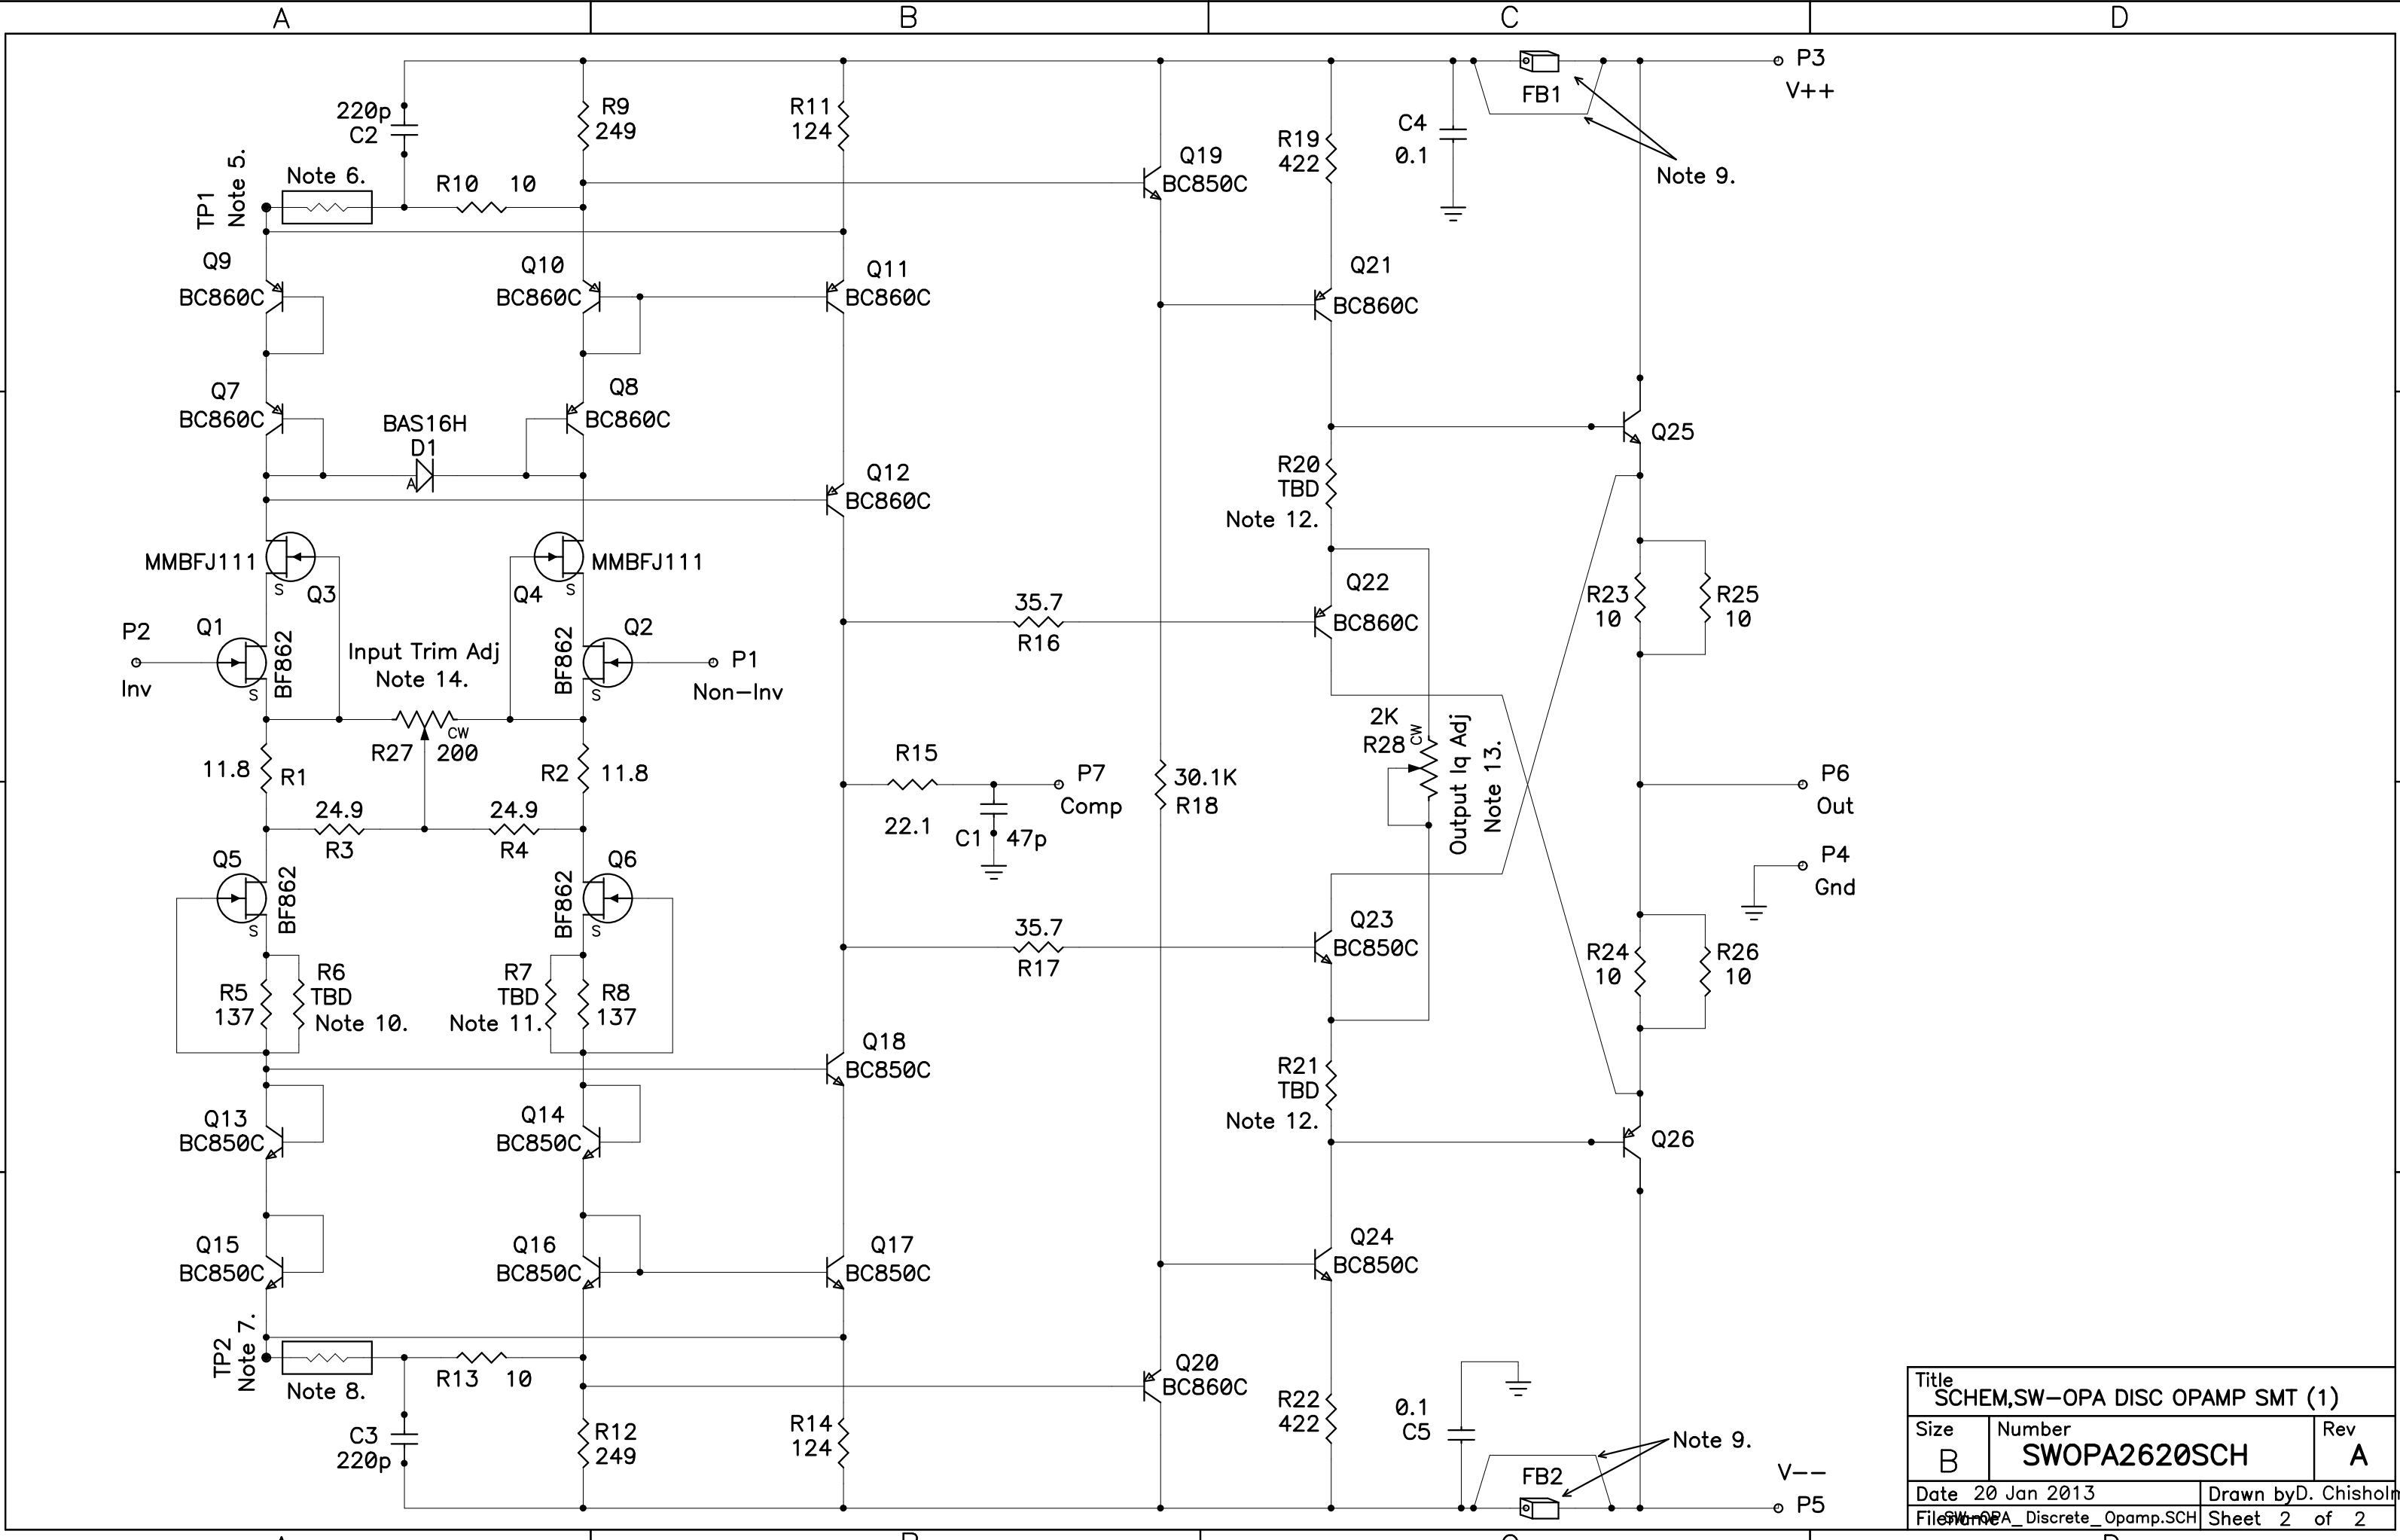 A
B
C
D
220p
C2
R9
249
R11
124
Q19
BC850C
R19
422
C4
0.1
FB1
P3
V++
Note 9.
TP1
Note 5.
Note 6.
R10 10
Q9
BC860C
Q10
BC860C
Q11
BC860C
Q21
BC860C
Q7
BC860C
BAS16H
D1
A
Q8
BC860C
Q12
BC860C
R20
TBD
Note 12.
Q25
MMBFJ111
S
Q3
MMBFJ111
S
Q4
P2
Inv
Q1
BF862
S
Input Trim Adj
Note 14.
Q2
BF862
S
P1
Non-Inv
35.7
R16
Q22
BC860C
R23
10
R25
10
R27
CW
200
11.8
R1
R2
11.8
24.9
R3
24.9
R4
R15
22.1
C1
47p
P7
Comp
30.1K
R18
2K
R28
CW
Output Iq Adj
Note 13.
P6
Out
P4
Gnd
Q5
BF862
S
Q6
BF862
S
35.7
R17
Q23
BC850C
R24
10
R26
10
R5
137
R6
TBD
Note 10.
R7
TBD
Note 11.
R8
137
Q18
BC850C
R21
TBD
Note 12.
Q26
Q13
BC850C
Q14
BC850C
Q15
BC850C
Q16
BC850C
Q17
BC850C
Q24
BC850C
TP2
Note 7.
Note 8.
R13 10
Q20
BC860C
C3
220p
R12
249
R14
124
R22
422
0.1
C5
FB2
Note 9.
V--
P5
Title
SCHEM,SW-OPA DISC OPAMP SMT (1)
Size
B
Number
SWOPA2620SCH
Rev
A
Date 20 Jan 2013
Drawn by D. Chisholm
Filename SW-OPA_Discrete_Opamp.SCH
Sheet 2 of 2